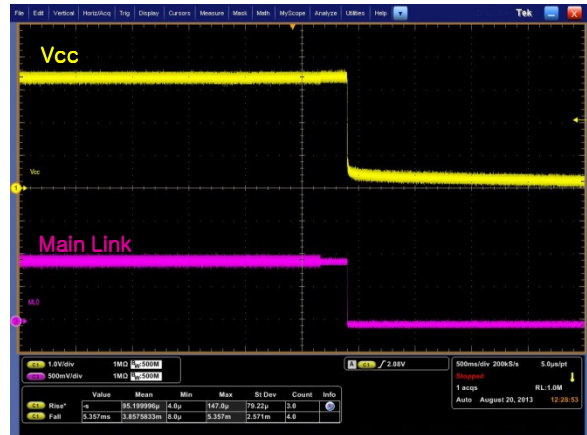 File Edit Vertical Horiz/Acq Trig Display Cursors Measure Mask Math MyScope Analyze Utilities Help Tek
Vcc
Vcc
1
Main Link
ML0
C1 1.0V/div 1MΩ BW:500M
500mV/div 1MΩ BW:500M
A C1 2.08V
500ms/div 200kS/s 5.0μs/pt
Stopped
1 acqs RL:1.0M
Auto August 20, 2013 12:28:53
Value Mean Min Max St Dev Count Info
C1 Rise* -s 95.199996μ 4.0μ 147.0μ 79.22μ 3.0
C1 Fall 5.357ms 3.8575833m 8.0μ 5.357m 2.571m 4.0